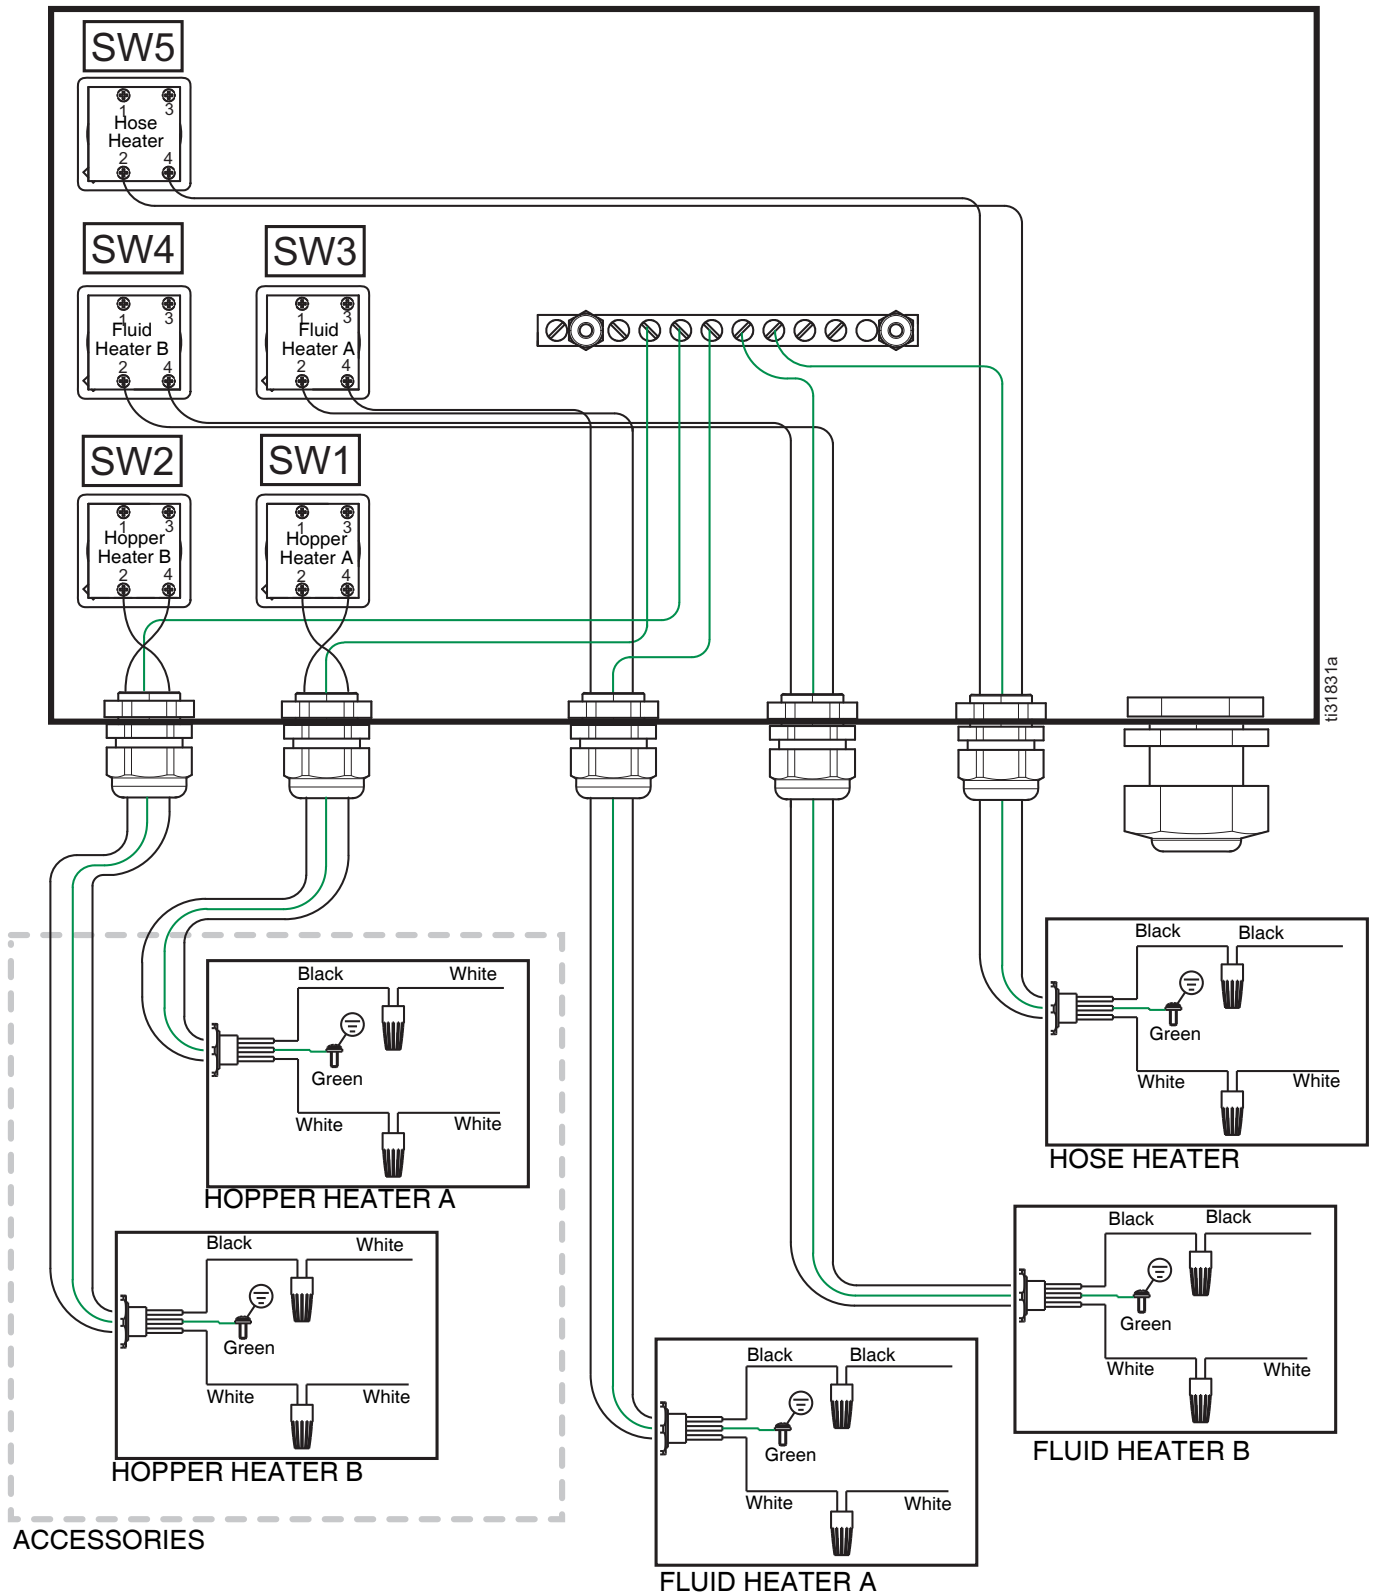 SW5
1 3
Hose
Heater
2 4
SW4
1 3
Fluid
Heater B
2 4
SW3
1 3
Fluid
Heater A
2 4
SW2
1 3
Hopper
Heater B
2 4
SW1
1 3
Hopper
Heater A
2 4
ti31831a
Black White
Green
White White
HOPPER HEATER A
Black White
Green
White White
HOPPER HEATER B
ACCESSORIES
Black Black
Green
White White
HOSE HEATER
Black Black
Green
White White
FLUID HEATER B
Black Black
Green
White White
FLUID HEATER A